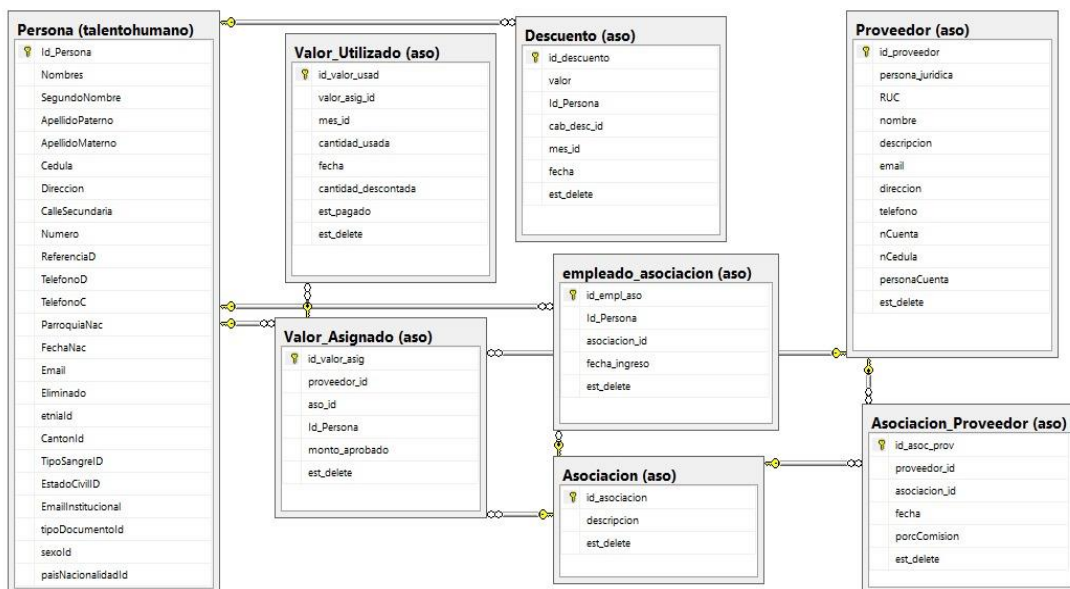 Persona (talentohumano)
Id_Persona
Nombres
SegundoNombre
ApellidoPaterno
ApellidoMaterno
Cedula
Direccion
CalleSecundaria
Numero
ReferenciaD
TelefonoD
TelefonoC
ParroquiaNac
FechaNac
Email
Eliminado
etniaId
CantonId
TipoSangreID
EstadoCivilID
EmailInstitucional
tipoDocumentoId
sexoId
paisNacionalidadId
Valor_Utilizado (aso)
id_valor_usad
valor_asig_id
mes_id
cantidad_usada
fecha
cantidad_descontada
est_pagado
est_delete
Descuento (aso)
id_descuento
valor
Id_Persona
cab_desc_id
mes_id
fecha
est_delete
Proveedor (aso)
id_proveedor
persona_juridica
RUC
nombre
descripcion
email
direccion
telefono
nCuenta
nCedula
personaCuenta
est_delete
empleado_asociacion (aso)
id_empl_aso
Id_Persona
asociacion_id
fecha_ingreso
est_delete
Valor_Asignado (aso)
id_valor_asig
proveedor_id
aso_id
Id_Persona
monto_aprobado
est_delete
Asociacion (aso)
id_asociacion
descripcion
est_delete
Asociacion_Proveedor (aso)
id_asoc_prov
proveedor_id
asociacion_id
fecha
porcComision
est_delete